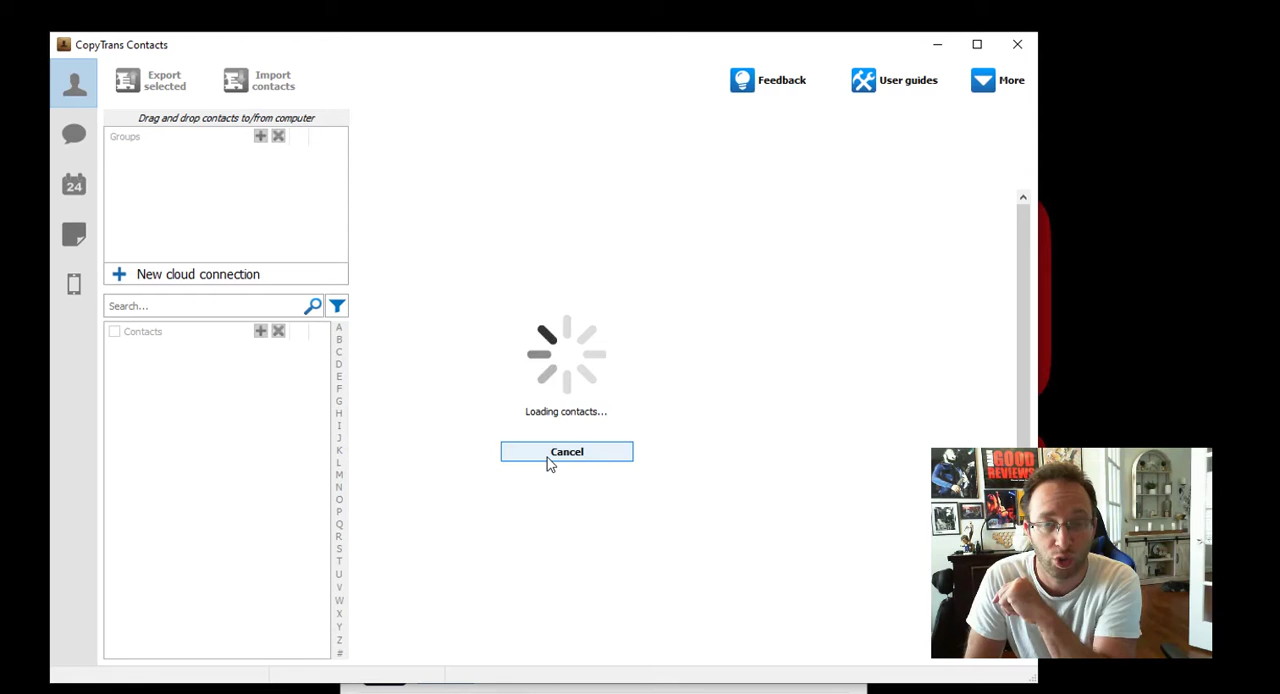 CopyTrans Contacts
Export selected
Import contacts
Feedback
User guides
More
Drag and drop contacts to/from computer
Groups
24
New cloud connection
Search...
Contacts
A
B
C
D
E
F
G
H
I
J
K
L
M
N
O
P
Q
R
S
T
U
V
W
X
Y
Z
#
Loading contacts...
Cancel
GOOD
REVIEWS